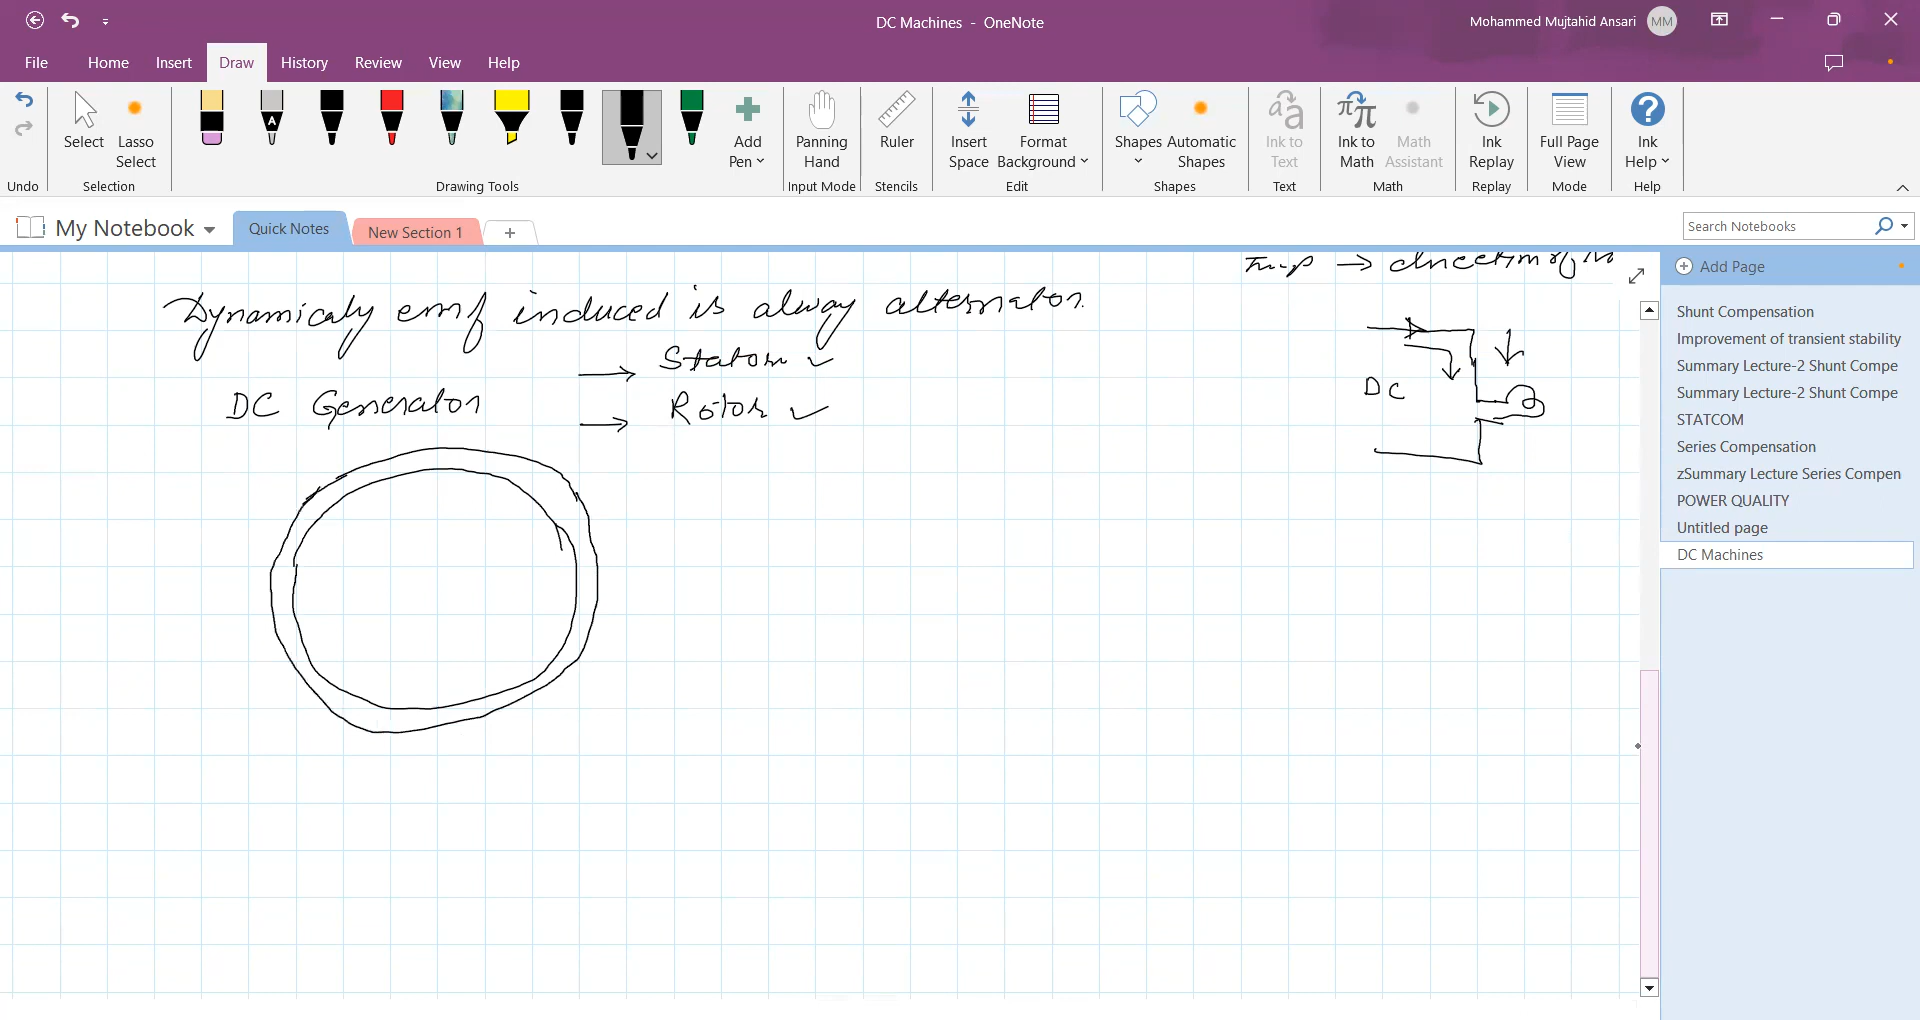 DC Machines - OneNote
Mohammed Mujtahid Ansari
MM
File Home Insert Draw History Review View Help
Select
Lasso Select
Add Pen
Panning Hand
Ruler
Insert Space
Format Background
Shapes
Automatic Shapes
Ink to Text
Ink to Math
Math Assistant
Ink Replay
Full Page View
Ink Help
Undo Selection Drawing Tools Input Mode Stencils Edit Shapes Text Math Replay Mode Help
My Notebook Quick Notes New Section 1
Search Notebooks
Dynamicaly emf induced is alway alternator.
DC Generator
Stator
Rotor
DC
Add Page
Shunt Compensation
Improvement of transient stability
Summary Lecture-2 Shunt Compe
Summary Lecture-2 Shunt Compe
STATCOM
Series Compensation
zSummary Lecture Series Compen
POWER QUALITY
Untitled page
DC Machines